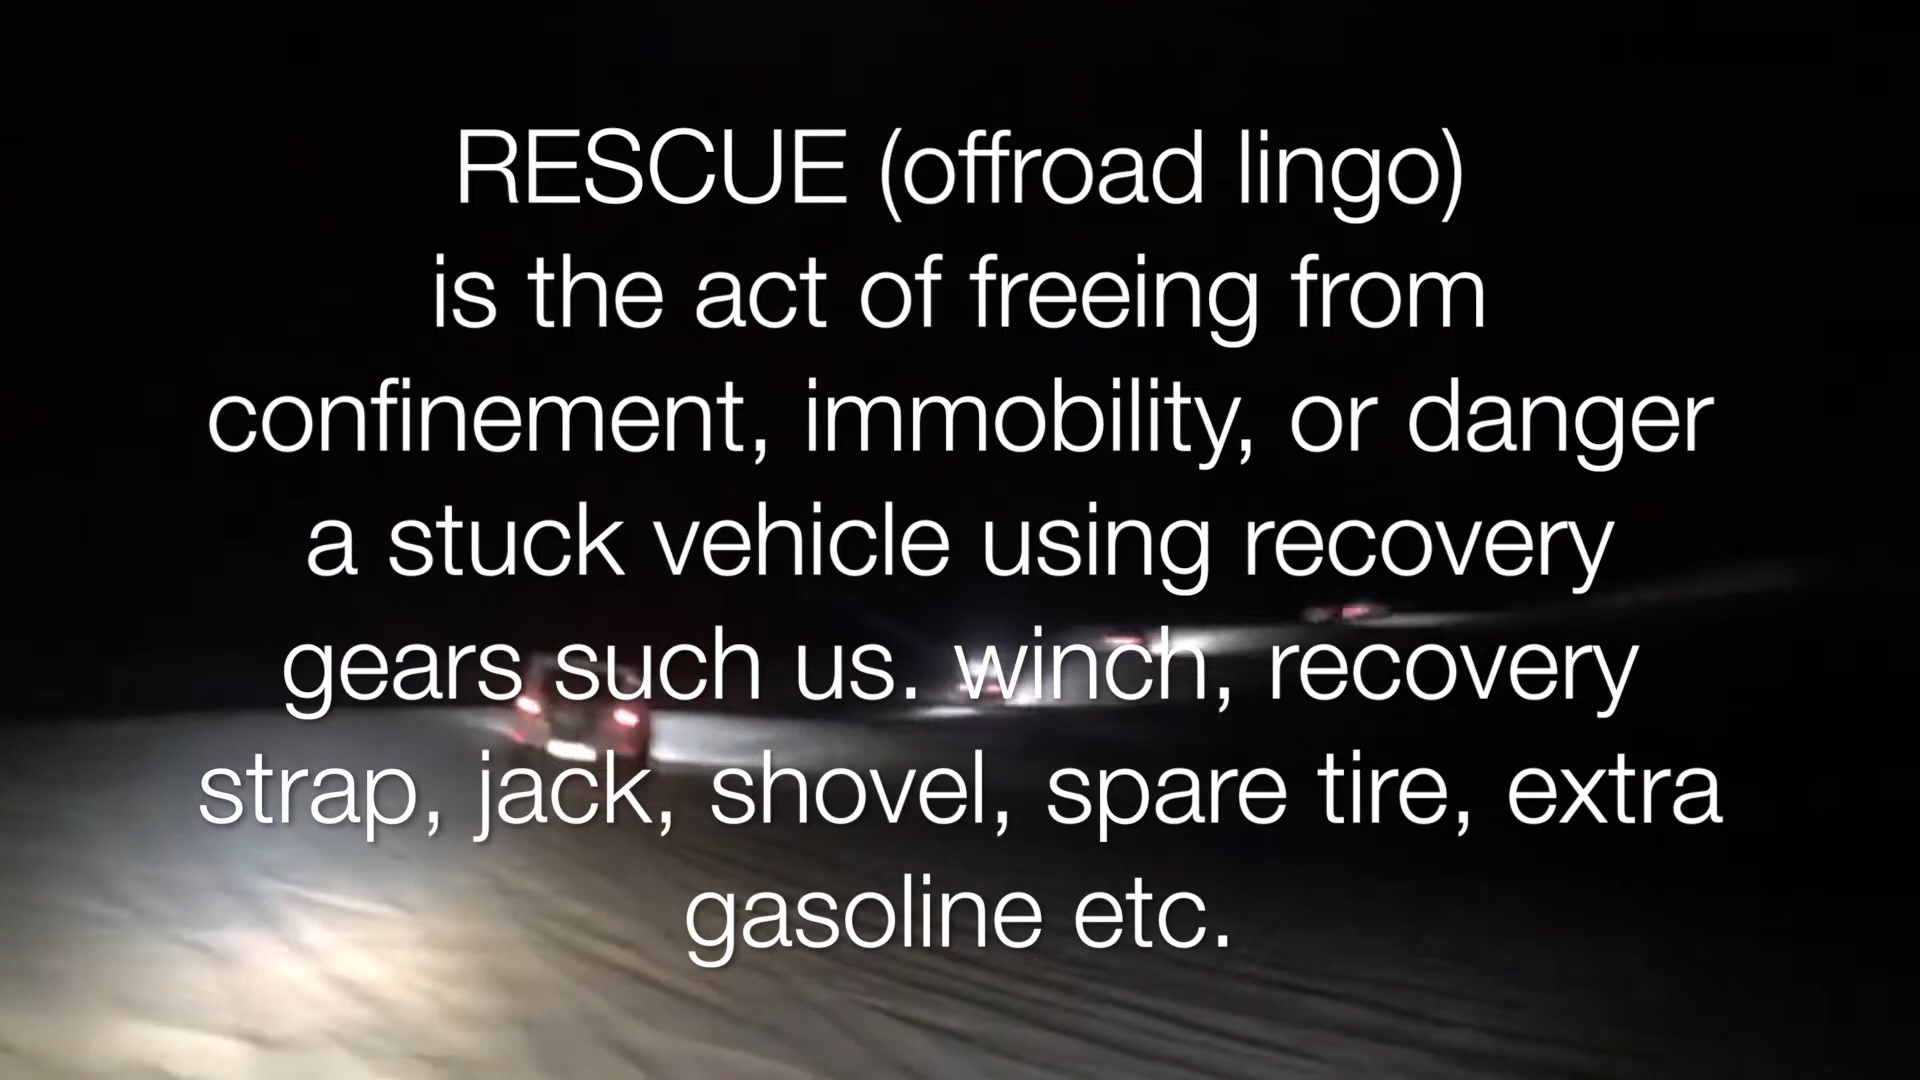 RESCUE (offroad lingo)
is the act of freeing from
confinement, immobility, or danger
a stuck vehicle using recovery
gears such us. winch, recovery
strap, jack, shovel, spare tire, extra
gasoline etc.